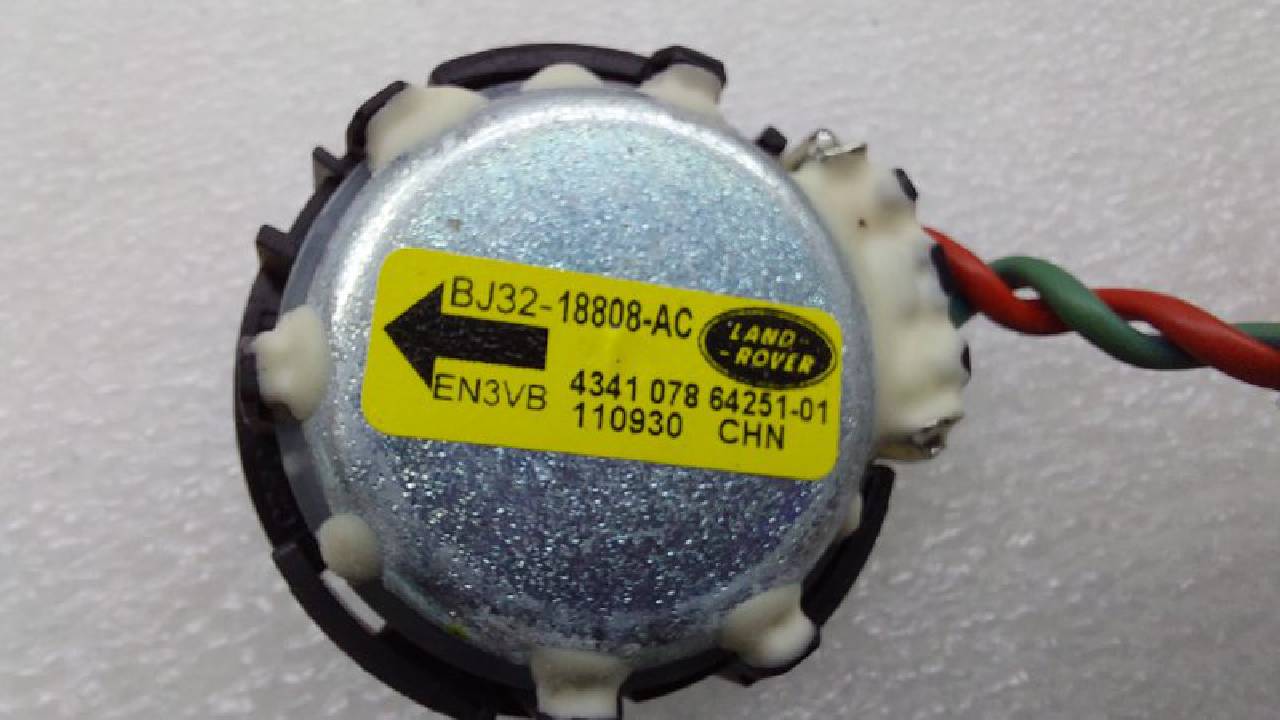 BJ32-18808-AC
LAND-
-ROVER
EN3VB
4341 078 64251-01
110930 CHN